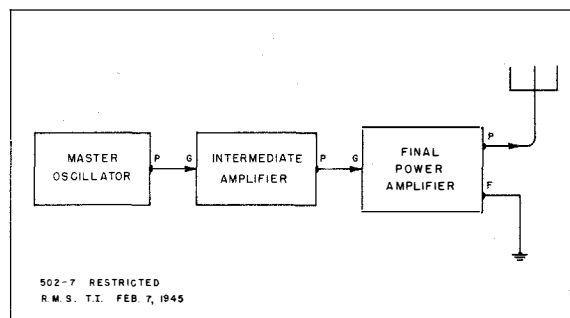 MASTER
OSCILLATOR
P
G
INTERMEDIATE
AMPLIFIER
P
G
FINAL
POWER
AMPLIFIER
P
F
502-7 RESTRICTED
R.M.S. T.I. FEB. 7, 1945